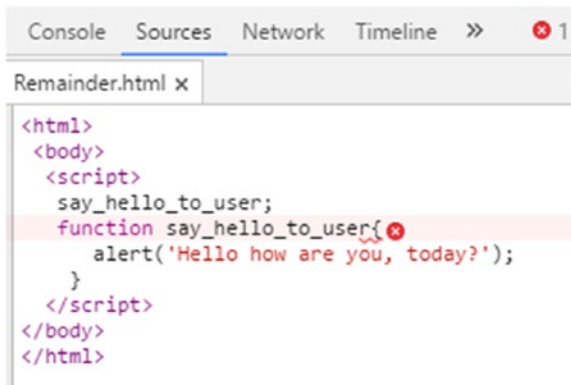 Console Sources Network Timeline » 1
Remainder.html ×
<html>
<body>
<script>
say_hello_to_user;
function say_hello_to_user{
alert('Hello how are you, today?');
}
</script>
</body>
</html>